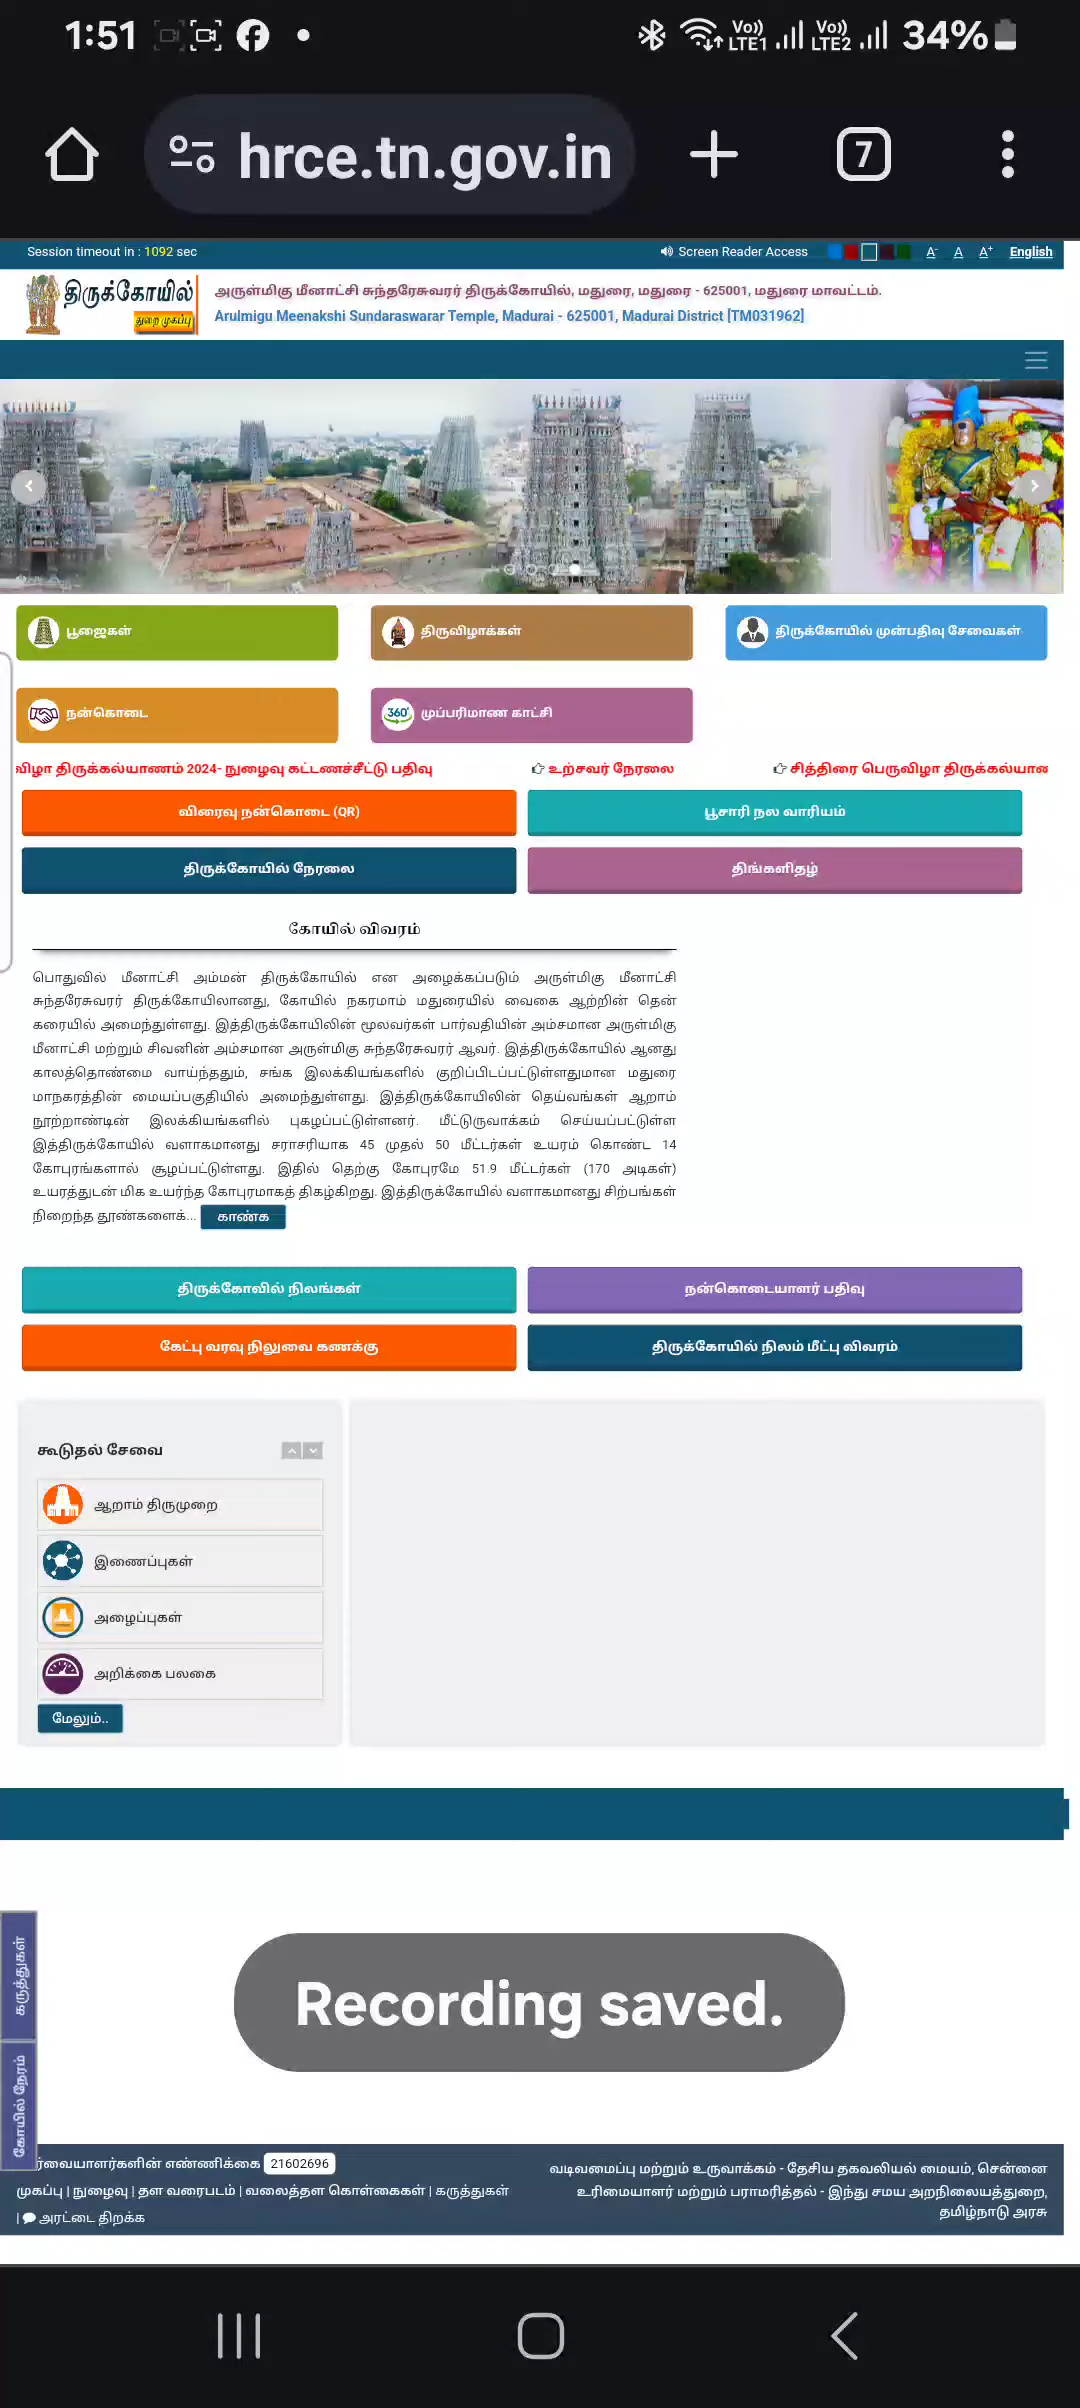 1:51
Vo)) LTE1 Vo)) LTE2 34%
hrce.tn.gov.in
7
Session timeout in : 1092 sec
Screen Reader Access A- A A+ English
திருக்கோயில்
துறை முகப்பு
அருள்மிகு மீனாட்சி சுந்தரேசுவரர் திருக்கோயில், மதுரை, மதுரை - 625001, மதுரை மாவட்டம்.
Arulmigu Meenakshi Sundaraswarar Temple, Madurai - 625001, Madurai District [TM031962]
பூஜைகள்
திருவிழாக்கள்
திருக்கோயில் முன்பதிவு சேவைகள்
நன்கொடை
360°
முப்பரிமாண காட்சி
விழா திருக்கல்யாணம் 2024- நுழைவு கட்டணச்சீட்டு பதிவு
உற்சவர் நேரலை
சித்திரை பெருவிழா திருக்கல்யாண
விரைவு நன்கொடை (QR)
பூசாரி நல வாரியம்
திருக்கோயில் நேரலை
திங்களிதழ்
கோயில் விவரம்
பொதுவில் மீனாட்சி அம்மன் திருக்கோயில் என அழைக்கப்படும் அருள்மிகு மீனாட்சி
சுந்தரேசுவரர் திருக்கோயிலானது, கோயில் நகரமாம் மதுரையில் வைகை ஆற்றின் தென்
கரையில் அமைந்துள்ளது. இத்திருக்கோயிலின் மூலவர்கள் பார்வதியின் அம்சமான அருள்மிகு
மீனாட்சி மற்றும் சிவனின் அம்சமான அருள்மிகு சுந்தரேசுவரர் ஆவர். இத்திருக்கோயில் ஆனது
காலத்தொண்மை வாய்ந்ததும், சங்க இலக்கியங்களில் குறிப்பிடப்பட்டுள்ளதுமான மதுரை
மாநகரத்தின் மையப்பகுதியில் அமைந்துள்ளது. இத்திருக்கோயிலின் தெய்வங்கள் ஆறாம்
நூற்றாண்டின் இலக்கியங்களில் புகழப்பட்டுள்ளனர். மீட்டுருவாக்கம் செய்யப்பட்டுள்ள
இத்திருக்கோயில் வளாகமானது சராசரியாக 45 முதல் 50 மீட்டர்கள் உயரம் கொண்ட 14
கோபுரங்களால் சூழப்பட்டுள்ளது. இதில் தெற்கு கோபுரமே 51.9 மீட்டர்கள் (170 அடிகள்)
உயரத்துடன் மிக உயர்ந்த கோபுரமாகத் திகழ்கிறது. இத்திருக்கோயில் வளாகமானது சிற்பங்கள்
நிறைந்த தூண்களைக்... காண்க
திருக்கோவில் நிலங்கள்
நன்கொடையாளர் பதிவு
கேட்பு வரவு நிலுவை கணக்கு
திருக்கோயில் நிலம் மீட்பு விவரம்
கூடுதல் சேவை
ஆறாம் திருமுறை
இணைப்புகள்
அழைப்புகள்
அறிக்கை பலகை
மேலும்..
கருத்துகள்
கோயில் நேரம்
Recording saved.
ர்வையாளர்களின் எண்ணிக்கை 21602696
முகப்பு | நுழைவு | தள வரைபடம் | வலைத்தள கொள்கைகள் | கருத்துகள்
| அரட்டை திறக்க
வடிவமைப்பு மற்றும் உருவாக்கம் - தேசிய தகவலியல் மையம், சென்னை
உரிமையாளர் மற்றும் பராமரித்தல் - இந்து சமய அறநிலையத்துறை,
தமிழ்நாடு அரசு